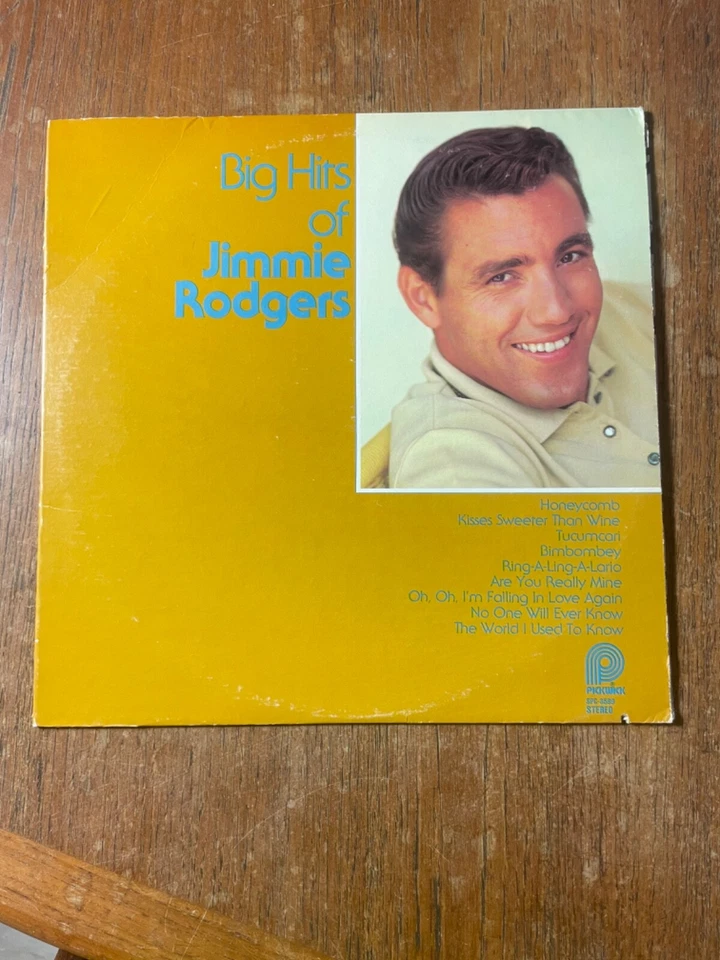 Big Hits
of
Jimmie
Rodgers
Honeycomb
Kisses Sweeter Than Wine
Tucumcari
Bimbombey
Ring-A-Ling-A-Lario
Are You Really Mine
Oh, Oh, I'm Falling In Love Again
No One Will Ever Know
The World I Used To Know
PICKWICK
STEREO